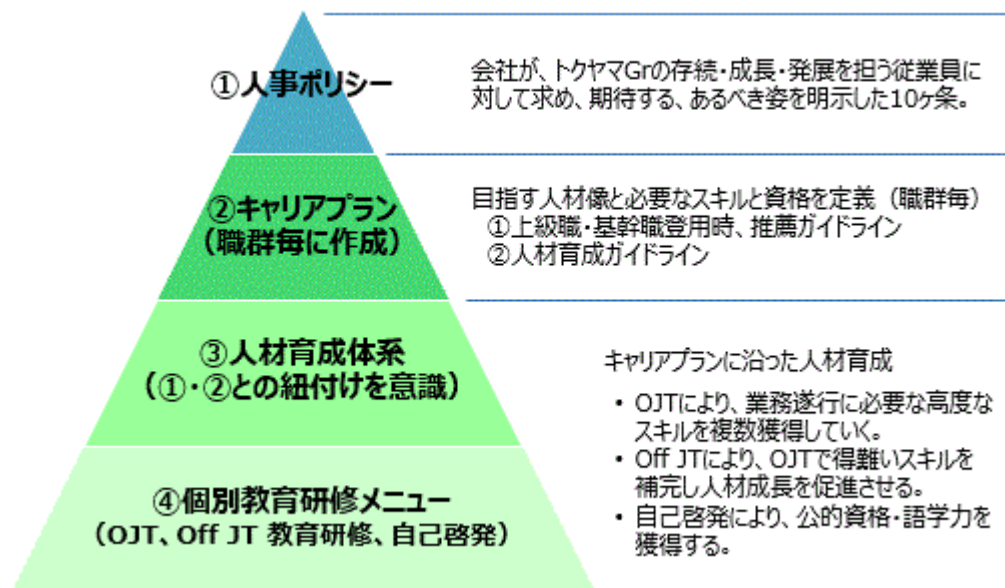 ①人事ポリシー
会社が、トクヤマGrの存続・成長・発展を担う従業員に
対して求め、期待する、あるべき姿を明示した10ヶ条。
②キャリアプラン
（職群毎に作成）
目指す人材像と必要なスキルと資格を定義（職群毎）
①上級職・基幹職登用時、推薦ガイドライン
②人材育成ガイドライン
③人材育成体系
（①・②との紐付けを意識）
④個別教育研修メニュー
（OJT、Off JT 教育研修、自己啓発）
キャリアプランに沿った人材育成
• OJTにより、業務遂行に必要な高度な
スキルを複数獲得していく。
• Off JTにより、OJTで得難いスキルを
補完し人材成長を促進させる。
• 自己啓発により、公的資格・語学力を
獲得する。